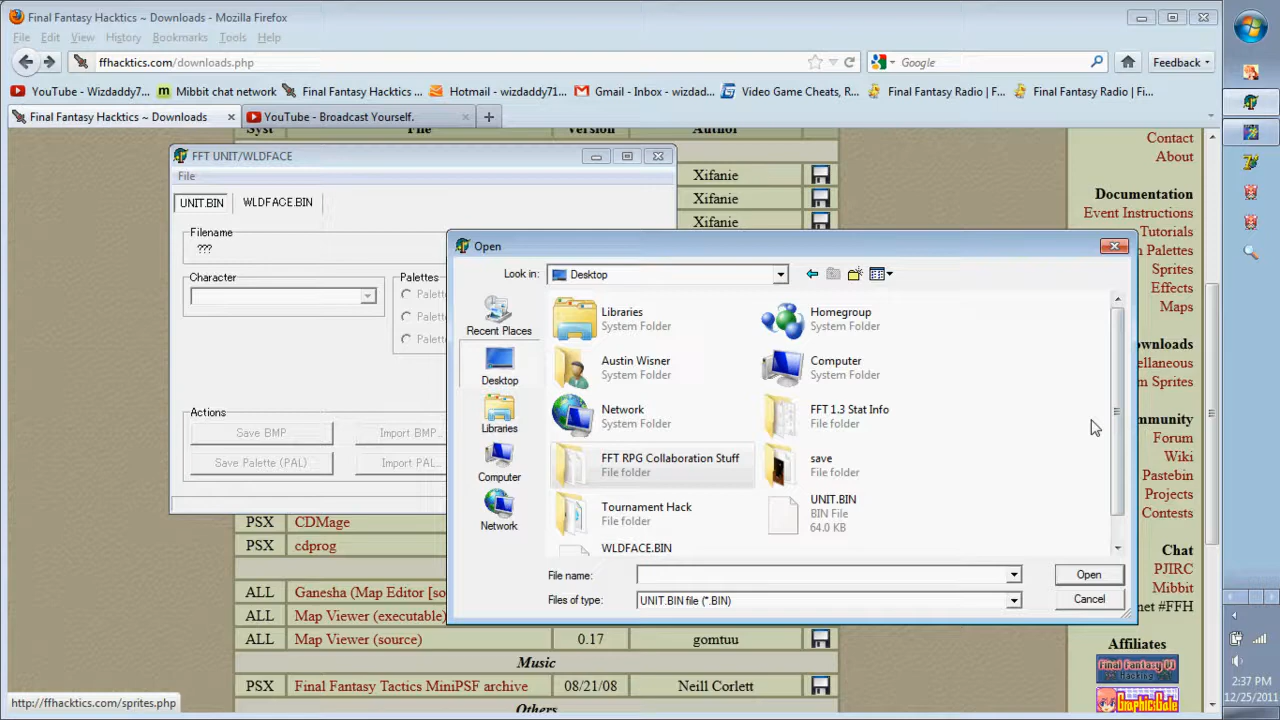 Final Fantasy Hacktics ~ Downloads - Mozilla Firefox
File Edit View History Bookmarks Tools Help
ffhacktics.com/downloads.php
Google
Feedback
YouTube - Wizdaddy7...
Mibbit chat network
Final Fantasy Hacktics ...
Hotmail - wizdaddy71...
Gmail - Inbox - wizdad...
Video Game Cheats, R...
Final Fantasy Radio | F...
Final Fantasy Radio | F...
Final Fantasy Hacktics ~ Downloads
YouTube - Broadcast Yourself.
Syst File Version Author
FFT UNIT/WLDFACE
File
UNIT.BIN WLDFACE.BIN
Filename
???
Character
Palettes
Palett
Palett
Palett
Actions
Save BMP
Import BMP...
Save Palette (PAL)
Import PAL...
Xifanie
Xifanie
Xifanie
Open
Look in: Desktop
Recent Places
Desktop
Libraries
Computer
Network
Libraries
System Folder
Homegroup
System Folder
Austin Wisner
System Folder
Computer
System Folder
Network
System Folder
FFT 1.3 Stat Info
File folder
FFT RPG Collaboration Stuff
File folder
save
File folder
Tournament Hack
File folder
UNIT.BIN
BIN File
64.0 KB
WLDFACE.BIN
File name:
Open
Files of type: UNIT.BIN file (*.BIN)
Cancel
PSX CDMage
PSX cdprog
ALL Ganesha (Map Editor [so
ALL Map Viewer (executable)
ALL Map Viewer (source) 0.17 gomtuu
Music
PSX Final Fantasy Tactics MiniPSF archive 08/21/08 Neill Corlett
Others
Contact
About
Documentation
Event Instructions
Tutorials
n Palettes
Sprites
Effects
Maps
ownloads
ellaneous
m Sprites
mmunity
Forum
Wiki
Pastebin
Projects
Contests
Chat
PJIRC
Mibbit
net #FFH
Affiliates
http://ffhacktics.com/sprites.php
2:37 PM
12/25/2011